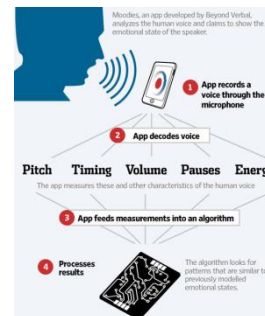 Moodies, an app developed by Beyond Verbal,
analyzes the human voice and claims to show the
emotional state of the speaker.
1 App records a
voice through the
microphone
2 App decodes voice
Pitch Timing Volume Pauses Energ
The app measures these and other characteristics of the human voice
3 App feeds measurements into an algorithm
4 Processes
results
The algorithm looks for
patterns that are similar to
previously modelled
emotional states.